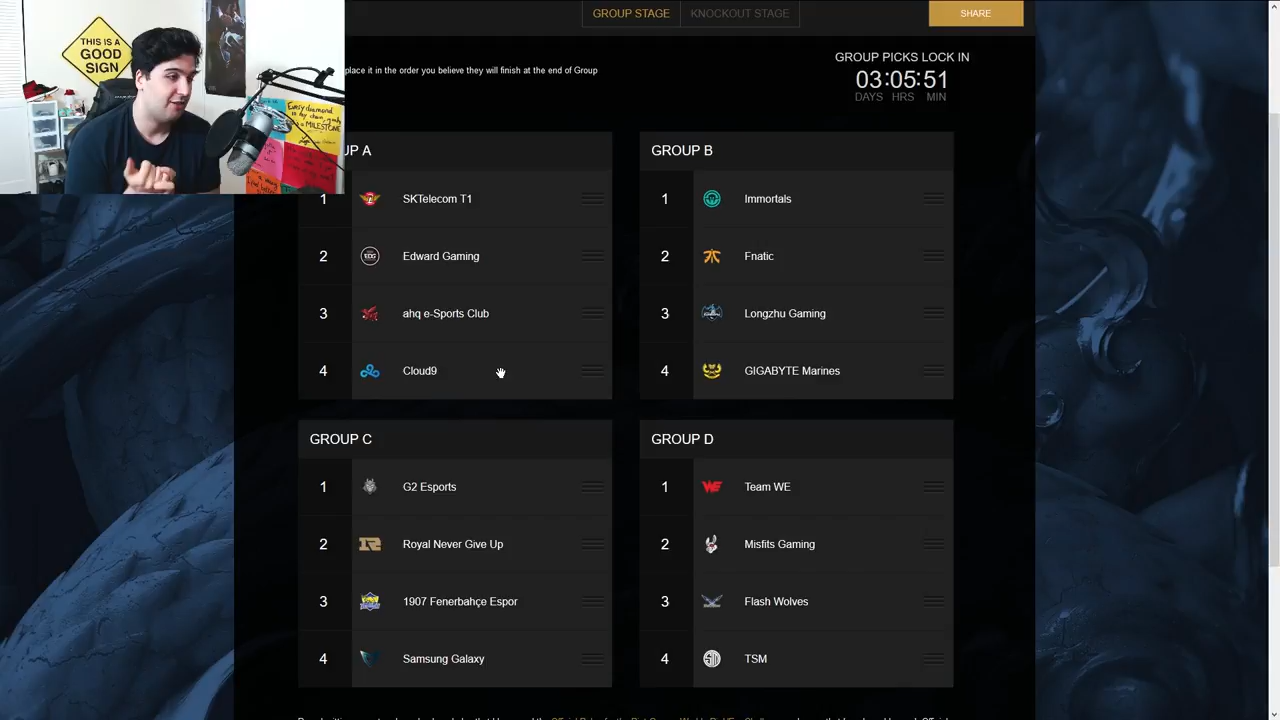 GROUP STAGE
KNOCKOUT STAGE
SHARE
THIS IS A
GOOD
SIGN
place it in the order you believe they will finish at the end of Group
GROUP PICKS LOCK IN
03:05:51
DAYS HRS MIN
UP A
1 SKTelecom T1
2 Edward Gaming
3 ahq e-Sports Club
4 Cloud9
GROUP B
1 Immortals
2 Fnatic
3 Longzhu Gaming
4 GIGABYTE Marines
GROUP C
1 G2 Esports
2 Royal Never Give Up
3 1907 Fenerbahçe Espor
4 Samsung Galaxy
GROUP D
1 Team WE
2 Misfits Gaming
3 Flash Wolves
4 TSM